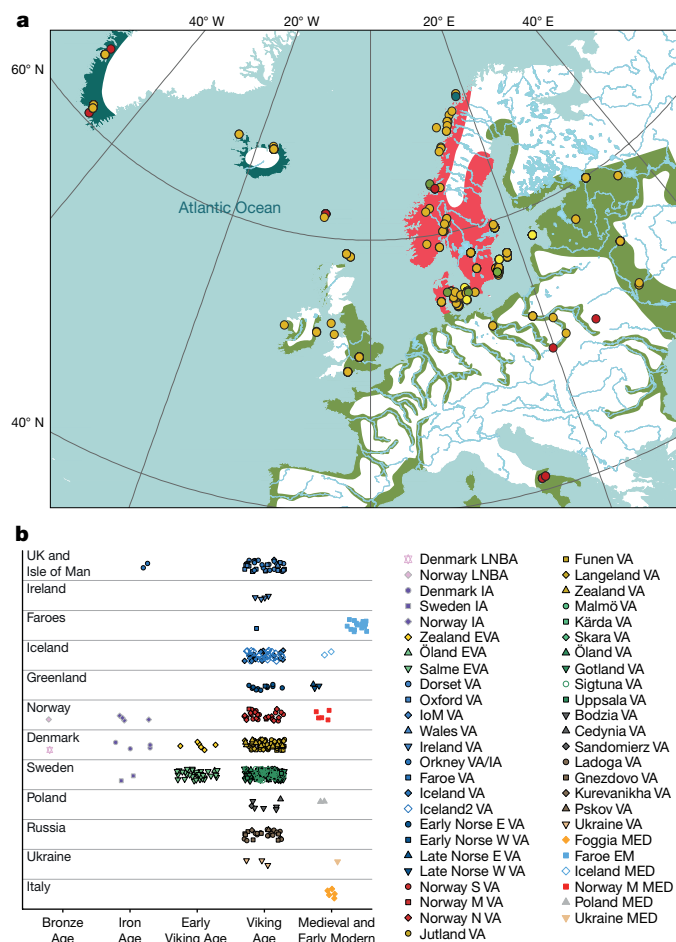 a
40° W
20° W
20° E
40° E
60° N
Atlantic Ocean
40° N
b
UK and
Isle of Man
Ireland
Faroes
Iceland
Greenland
Norway
Denmark
Sweden
Poland
Russia
Ukraine
Italy
Bronze
Age
Iron
Age
Early
Viking Age
Viking
Age
Medieval and
Early Modern
Denmark LNBA
Norway LNBA
Denmark IA
Sweden IA
Norway IA
Zealand EVA
Öland EVA
Salme EVA
Dorset VA
Oxford VA
IoM VA
Wales VA
Ireland VA
Orkney VA/IA
Faroe VA
Iceland VA
Iceland2 VA
Early Norse E VA
Early Norse W VA
Late Norse E VA
Late Norse W VA
Norway S VA
Norway M VA
Norway N VA
Jutland VA
Funen VA
Langeland VA
Zealand VA
Malmö VA
Kärda VA
Skara VA
Öland VA
Gotland VA
Sigtuna VA
Uppsala VA
Bodzia VA
Cedynia VA
Sandomierz VA
Ladoga VA
Gnezdovo VA
Kurevanikha VA
Pskov VA
Ukraine VA
Foggia MED
Faroe EM
Iceland MED
Norway M MED
Poland MED
Ukraine MED